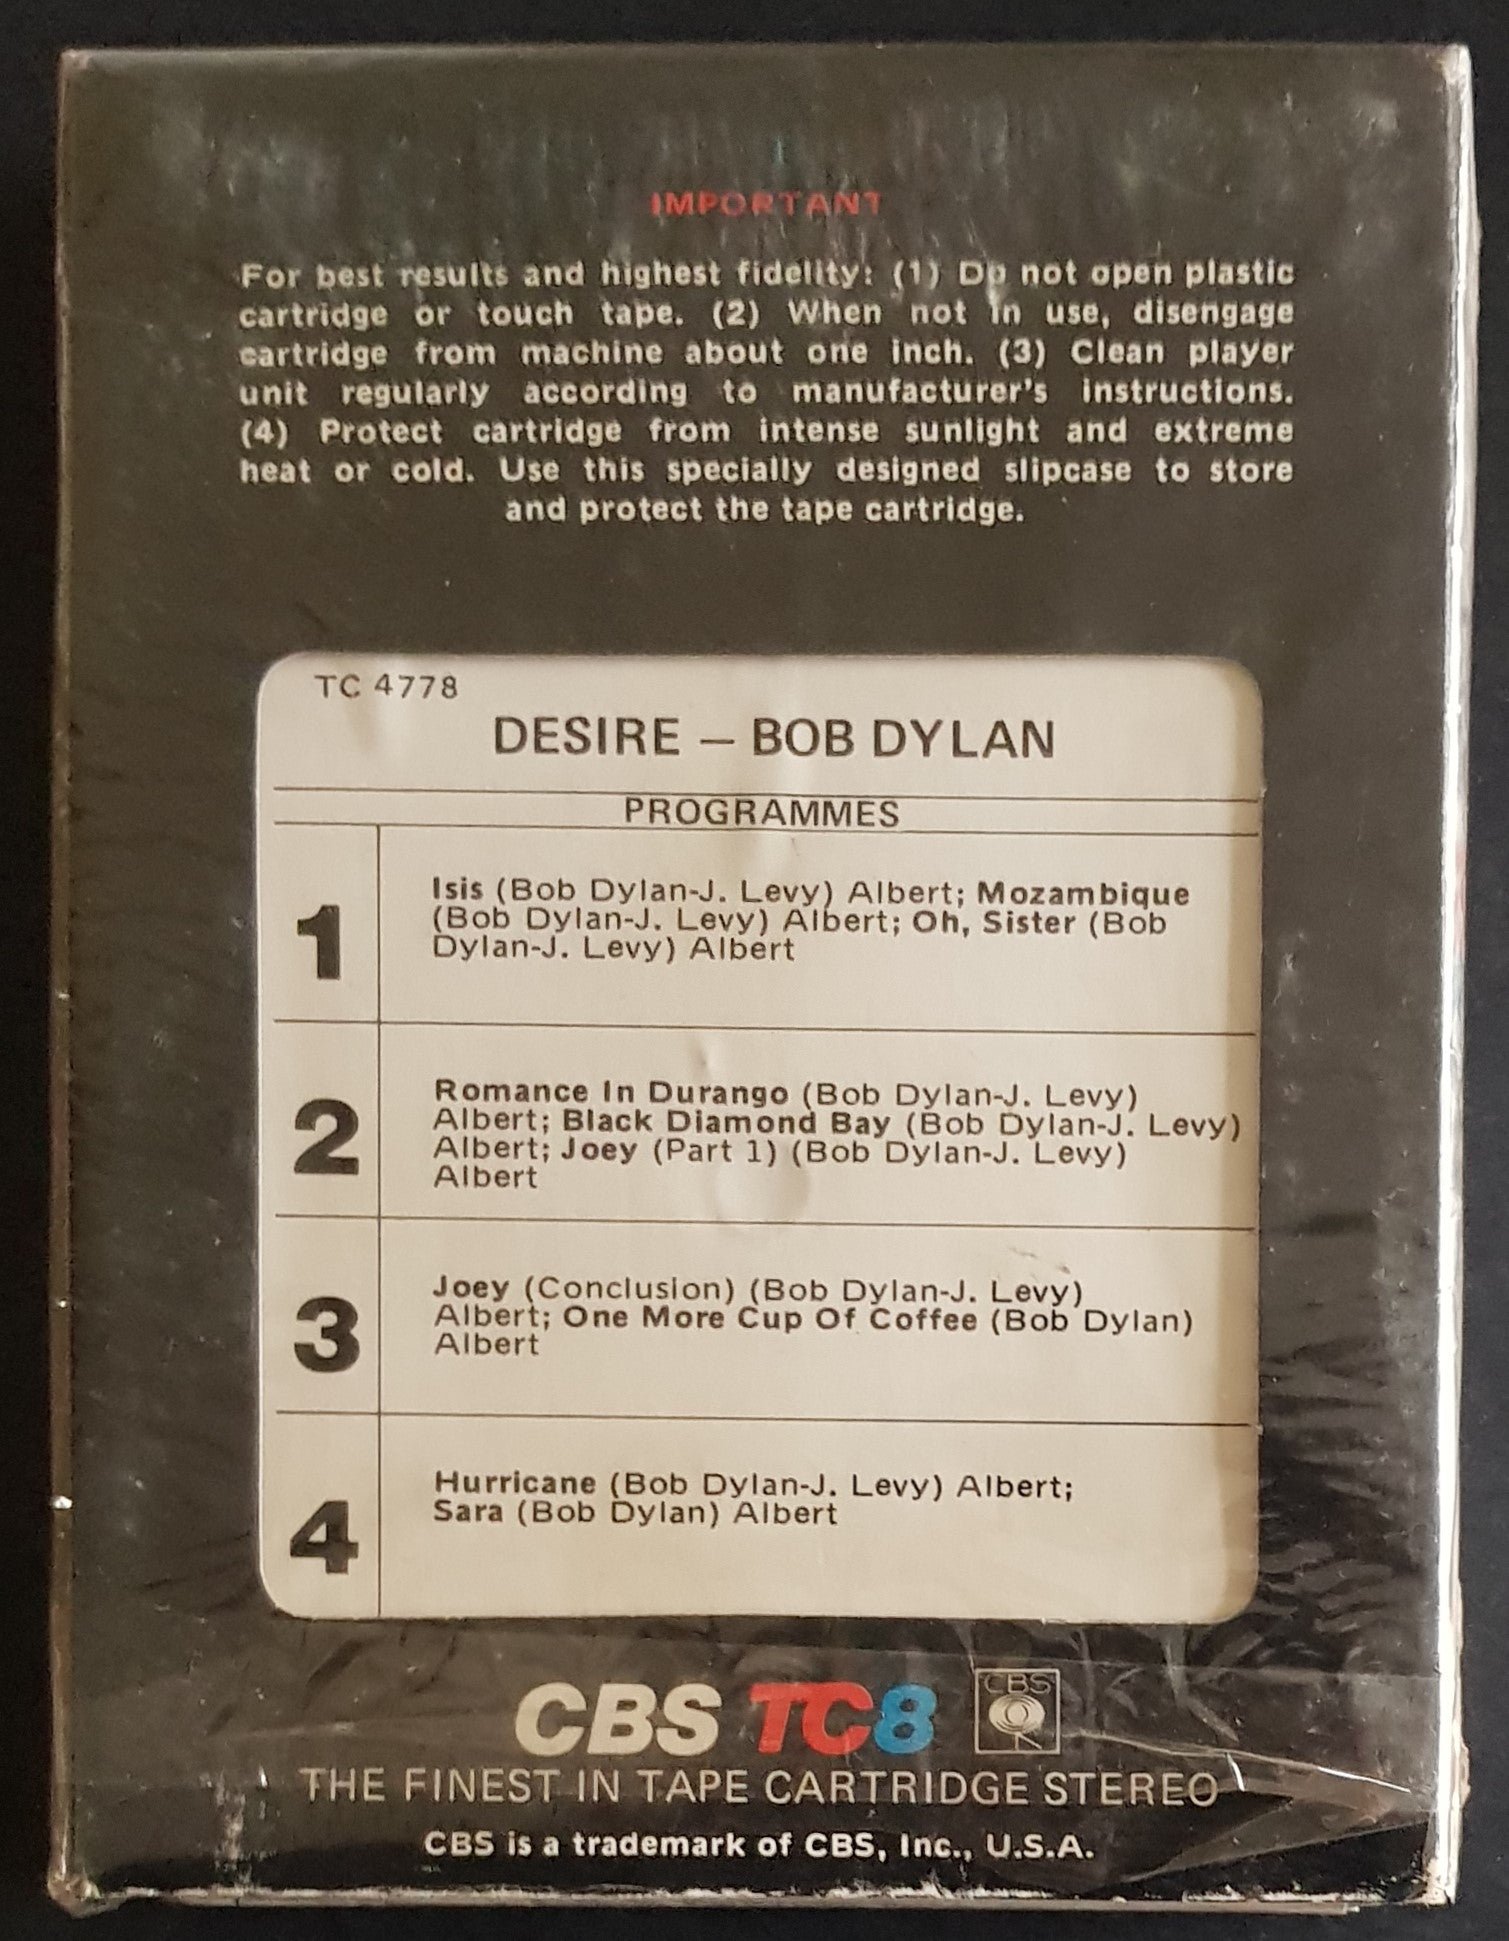 IMPORTANT
For best results and highest fidelity: (1) Do not open plastic
cartridge or touch tape. (2) When not in use, disengage
cartridge from machine about one inch. (3) Clean player
unit regularly according to manufacturer's instructions.
(4) Protect cartridge from intense sunlight and extreme
heat or cold. Use this specially designed slipcase to store
and protect the tape cartridge.
TC 4778
DESIRE – BOB DYLAN
PROGRAMMES
1
Isis (Bob Dylan-J. Levy) Albert; Mozambique
(Bob Dylan-J. Levy) Albert; Oh, Sister (Bob
Dylan-J. Levy) Albert
2
Romance In Durango (Bob Dylan-J. Levy)
Albert; Black Diamond Bay (Bob Dylan-J. Levy)
Albert; Joey (Part 1) (Bob Dylan-J. Levy)
Albert
3
Joey (Conclusion) (Bob Dylan-J. Levy)
Albert; One More Cup Of Coffee (Bob Dylan)
Albert
4
Hurricane (Bob Dylan-J. Levy) Albert;
Sara (Bob Dylan) Albert
CBS TC8 CBS
THE FINEST IN TAPE CARTRIDGE STEREO
CBS is a trademark of CBS, Inc., U.S.A.